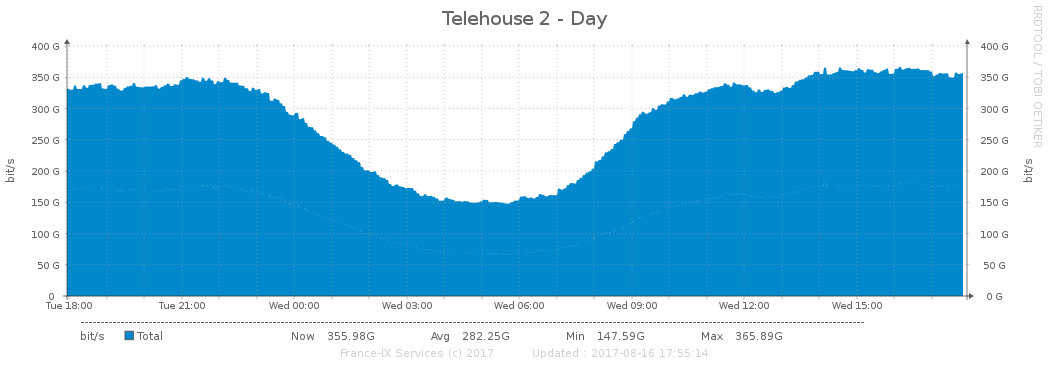 Telehouse 2 - Day
RRDTOOL / TOBI OETIKER
bit/s
400 G 400 G
350 G 350 G
300 G 300 G
250 G 250 G
200 G 200 G
150 G 150 G
100 G 100 G
50 G 50 G
0 0 G
bit/s
Tue 18:00 Tue 21:00 Wed 00:00 Wed 03:00 Wed 06:00 Wed 09:00 Wed 12:00 Wed 15:00
bit/s Total Now 355.98G Avg 282.25G Min 147.59G Max 365.89G
France-IX Services (c) 2017 Updated : 2017-08-16 17:55:14